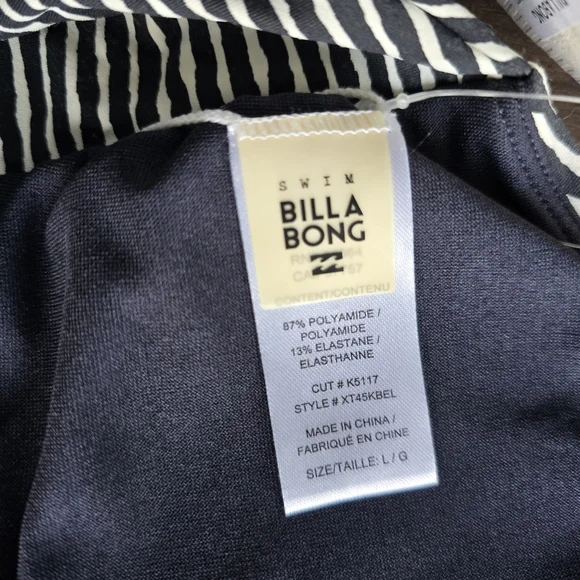 SWIM
BILLA
BONG
CONTENT/CONTENU
87% POLYAMIDE /
POLYAMIDE
13% ELASTANE /
ELASTHANNE
CUT # K5117
STYLE # XT45KBEL
MADE IN CHINA /
FABRIQUÉ EN CHINE
SIZE/TAILLE: L / G